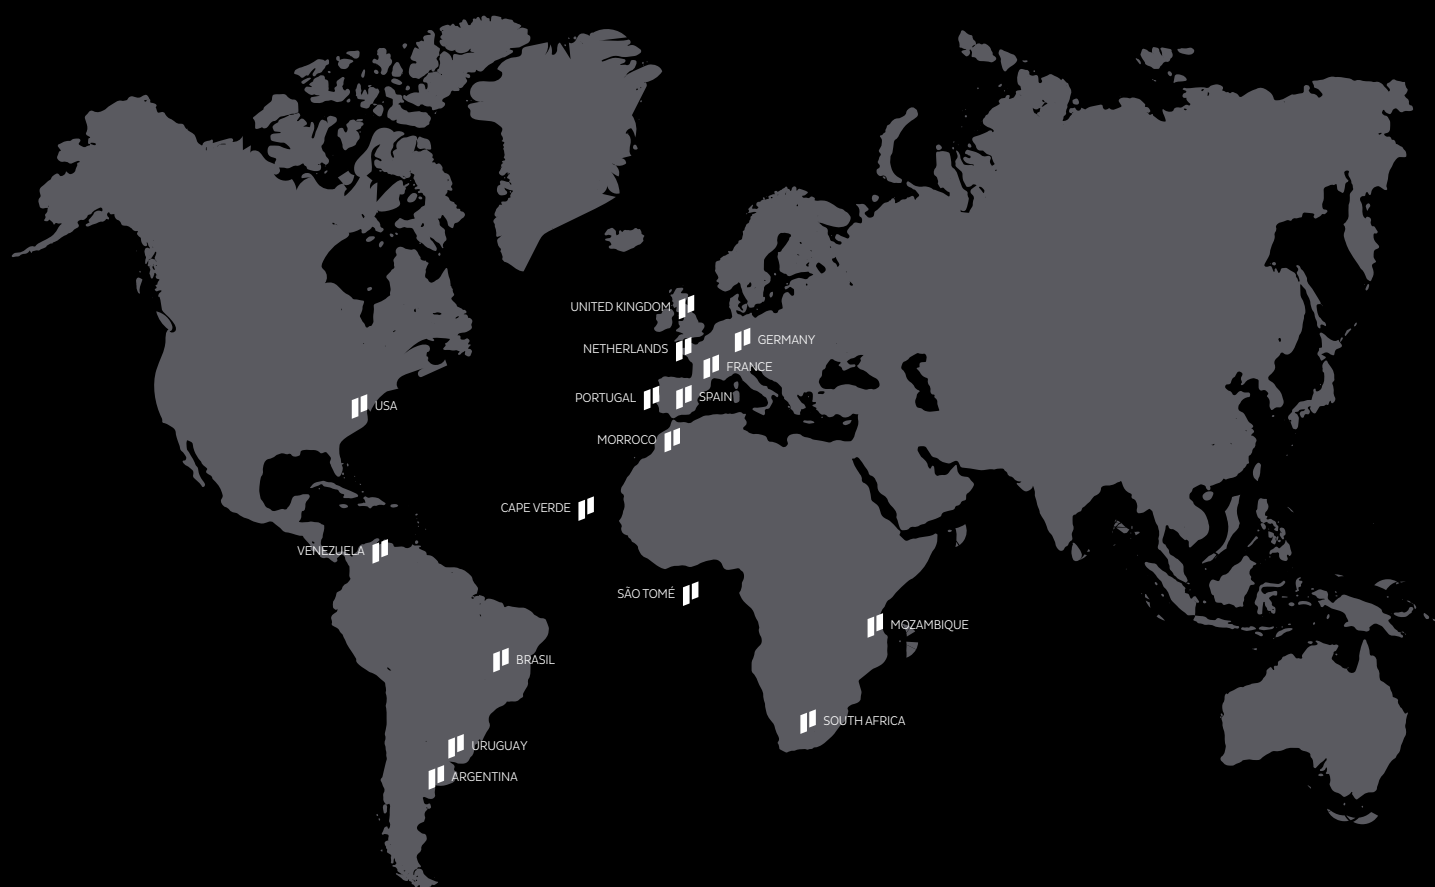 UNITED KINGDOM
GERMANY
NETHERLANDS
FRANCE
PORTUGAL
SPAIN
USA
MORROCO
CAPE VERDE
VENEZUELA
SÃO TOMÉ
MOZAMBIQUE
BRASIL
SOUTH AFRICA
URUGUAY
ARGENTINA